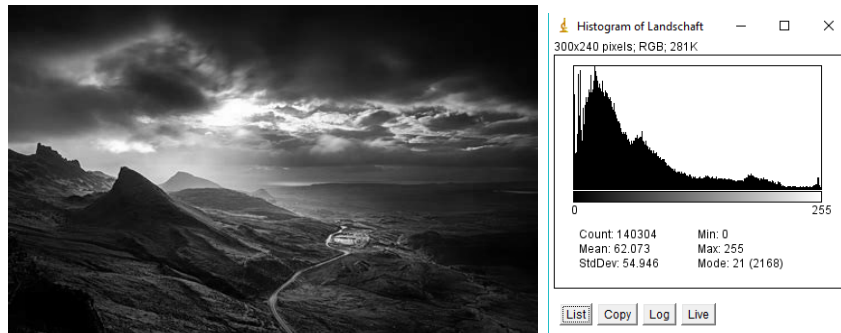 Histogram of Landschaft
300x240 pixels; RGB; 281K
0 255
Count: 140304 Min: 0
Mean: 62.073 Max: 255
StdDev: 54.946 Mode: 21 (2168)
List Copy Log Live